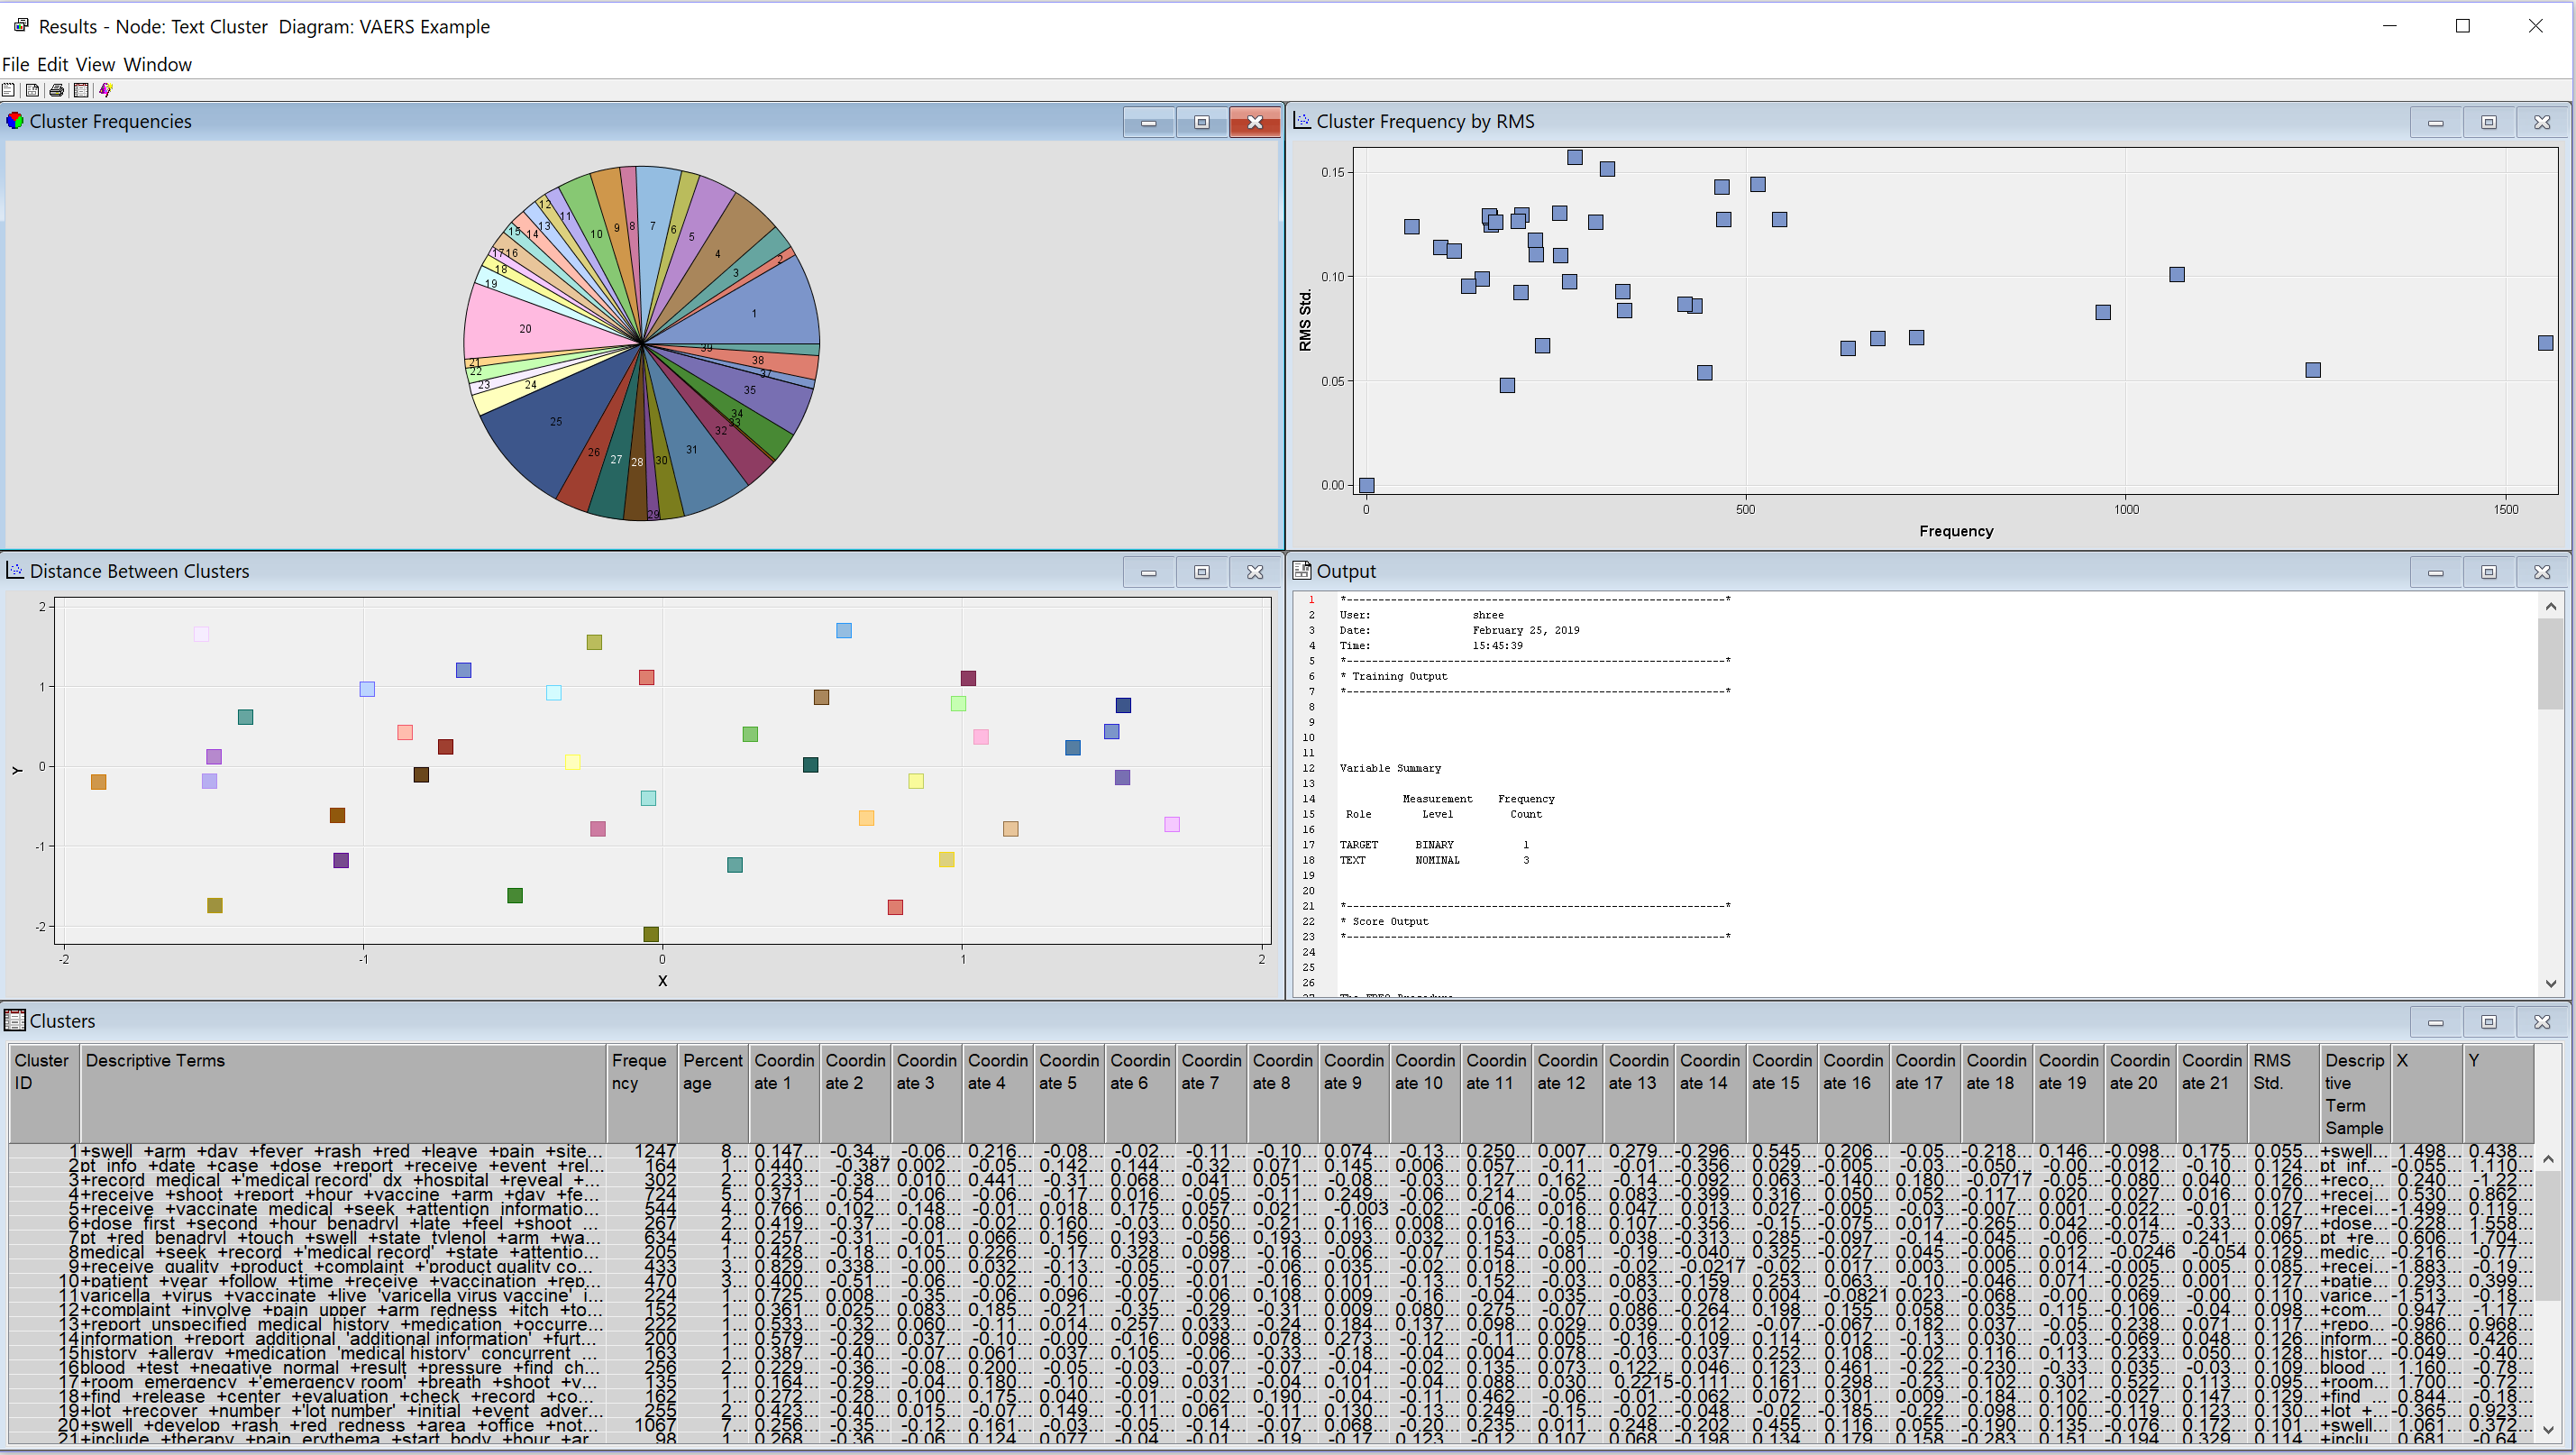 Results - Node: Text Cluster  Diagram: VAERS Example
File Edit View Window
Cluster Frequencies
1
2
3
4
5
6
7
8
9
10
11
12
13
14
15
16
17
18
19
20
21
22
23
24
25
26
27
28
29
30
31
32
33
34
35
37
38
39
Cluster Frequency by RMS
RMS Std.
0.15
0.10
0.05
0.00
0 500 1000 1500
Frequency
Distance Between Clusters
Y
2
1
0
-1
-2
-2 -1 0 1 2
X
Output
1 *------------------------------------------------------------*
2 User: shree
3 Date: February 25, 2019
4 Time: 15:45:39
5 *------------------------------------------------------------*
6 * Training Output
7 *------------------------------------------------------------*
8
9
10
11
12 Variable Summary
13
14 Measurement Frequency
15 Role Level Count
16
17 TARGET BINARY 1
18 TEXT NOMINAL 3
19
20
21 *------------------------------------------------------------*
22 * Score Output
23 *------------------------------------------------------------*
24
25
26
27 The FREQ Procedure
Clusters
Cluster ID Descriptive Terms Frequency Percentage Coordinate 1 Coordinate 2 Coordinate 3 Coordinate 4 Coordinate 5 Coordinate 6 Coordinate 7 Coordinate 8 Coordinate 9 Coordinate 10 Coordinate 11 Coordinate 12 Coordinate 13 Coordinate 14 Coordinate 15 Coordinate 16 Coordinate 17 Coordinate 18 Coordinate 19 Coordinate 20 Coordinate 21 RMS Std. Descriptive Term Sample X Y
1 +swell +arm +day +fever +rash +red +leave +pain +site... 1247 8... 0.147... -0.34... -0.06... 0.216... -0.08... -0.02... -0.11... -0.10... 0.074... -0.13... 0.250... 0.007... 0.279... -0.296... 0.545... 0.206... -0.05... -0.218... 0.146... -0.098... 0.175... 0.055... +swell... 1.498... 0.438...
2 pt info +date +case +dose +report +receive +event +rel... 164 1... 0.440... -0.387 0.002... -0.05... 0.142... 0.144... -0.32... 0.071... 0.145... 0.006... 0.057... -0.11... -0.01... -0.356... 0.029... -0.005... -0.03... -0.050... -0.00... -0.012... -0.10... 0.124... pt inf... -0.055... 1.110...
3 +record medical +'medical record' dx +hospital +reveal +... 302 2... 0.233... -0.38... 0.010... 0.441... -0.31... 0.068... 0.041... 0.051... -0.08... -0.03... 0.127... 0.162... -0.14... -0.092... 0.063... -0.140... 0.180... -0.0717 -0.05... -0.080... 0.040... 0.126... +reco... 0.240... -1.22...
4 +receive +shoot +report +hour +vaccine +arm +day +fe... 724 5... 0.371... -0.54... -0.06... -0.06... -0.17... 0.016... -0.05... -0.11... 0.249... -0.06... 0.214... -0.05... 0.083... -0.399... 0.316... 0.050... 0.052... -0.117... 0.020... 0.027... 0.016... 0.070... +recei... 0.530... 0.862...
5 +receive +vaccinate medical +seek +attention informatio... 544 4... 0.766... 0.102... 0.148... -0.01... 0.018... 0.175... 0.057... 0.021... -0.003 -0.02... -0.06... 0.016... 0.047... 0.013... 0.027... -0.005... -0.03... -0.007... 0.001... -0.022... -0.01... 0.127... +recei... -1.499... 0.119...
6 +dose first +second +hour benadryl +late +feel +shoot ... 267 2... 0.419... -0.37... -0.08... -0.02... 0.160... -0.03... 0.050... -0.21... 0.116... 0.008... 0.016... -0.18... 0.107... -0.356... -0.15... -0.075... 0.017... -0.265... 0.042... -0.014... -0.33... 0.097... +dose... -0.228... 1.558...
7 pt +red benadryl +touch +swell +state tylenol +arm +wa... 634 4... 0.257... -0.31... -0.01... 0.066... 0.156... 0.193... -0.56... 0.193... 0.093... 0.032... 0.153... -0.05... 0.038... -0.313... 0.285... -0.097... -0.14... -0.045... -0.06... -0.075... 0.241... 0.065... pt +re... 0.606... 1.704...
8 medical +seek +record +'medical record' +state +attentio... 205 1... 0.428... -0.18... 0.105... 0.226... -0.17... 0.328... 0.098... -0.16... -0.06... -0.07... 0.154... 0.081... -0.19... -0.040... 0.325... -0.027... 0.045... -0.006... 0.012... -0.0246 -0.054 0.129... medic... -0.216... -0.77...
9 +receive quality +product +complaint +'product quality co... 433 3... 0.829... 0.338... -0.00... 0.032... -0.13... -0.05... -0.01... -0.06... 0.035... -0.02... 0.018... -0.00... -0.02... -0.0217 -0.02... 0.017... 0.003... 0.005... 0.014... -0.005... 0.005... 0.085... +recei... -1.883... -0.19...
10 +patient +year +follow +time +receive +vaccination +rep... 470 3... 0.400... -0.51... -0.06... -0.02... -0.10... -0.05... -0.01... -0.16... 0.101... -0.13... 0.152... -0.03... 0.083... -0.159... 0.253... 0.063... -0.10... -0.046... 0.071... -0.025... 0.001... 0.127... +patie... 0.293... 0.399...
11 varicella +virus +vaccinate +live 'varicella virus vaccine' i... 224 1... 0.725... 0.008... -0.35... -0.06... 0.096... -0.07... -0.06... 0.108... 0.009... -0.16... -0.04... 0.035... -0.03... 0.078... 0.004... -0.0821 0.023... -0.068... -0.00... 0.069... -0.00... 0.110... varice... -1.513... -0.18...
12 +complaint +involve +pain upper +arm redness +itch +to... 152 1... 0.361... 0.025... 0.083... 0.185... -0.21... -0.35... -0.29... -0.31... 0.009... 0.080... 0.275... -0.07... 0.086... -0.264... 0.198... 0.155... 0.058... 0.035... 0.115... -0.106... -0.04... 0.098... +com... 0.947... -1.17...
13 +report unspecified medical history +medication +occurre... 222 1... 0.533... -0.32... 0.060... -0.11... 0.014... 0.257... 0.033... -0.24... 0.184... 0.137... 0.098... 0.029... 0.039... 0.012... -0.07... -0.067... 0.182... 0.037... -0.05... 0.238... 0.071... 0.117... +repo... -0.986... 0.968...
14 information +report additional 'additional information' +furt... 200 1... 0.579... -0.29... 0.037... -0.10... -0.00... -0.16... 0.098... 0.078... 0.273... -0.12... -0.11... 0.005... -0.16... -0.109... 0.114... 0.012... -0.13... 0.030... -0.03... -0.069... 0.048... 0.126... inform... -0.860... 0.426...
15 history +allergy +medication 'medical history' concurrent ... 163 1... 0.387... -0.40... -0.07... 0.061... 0.037... 0.105... -0.06... -0.33... -0.18... -0.04... 0.004... 0.078... -0.03... 0.037... 0.252... 0.108... -0.02... 0.116... 0.113... 0.233... 0.050... 0.128... histor... -0.049... -0.40...
16 blood +test +negative normal +result +pressure +find ch... 256 2... 0.229... -0.36... -0.08... 0.200... -0.05... -0.03... -0.07... -0.07... -0.04... -0.02... 0.135... 0.073... 0.122... 0.046... 0.123... 0.461... -0.22... -0.230... -0.33... 0.035... -0.03... 0.109... blood ... 1.160... -0.78...
17 +room emergency +'emergency room' +breath +shoot +v... 135 1... 0.164... -0.29... -0.04... 0.180... -0.10... -0.09... 0.031... -0.04... 0.101... -0.04... 0.088... 0.030... 0.2215 -0.111... 0.161... 0.298... -0.23... -0.102... 0.301... 0.522... 0.113... 0.095... +room... 1.700... -0.72...
18 +find +release +center +evaluation +check +record +co... 162 1... 0.272... -0.28... 0.100... 0.175... 0.040... -0.01... -0.02... 0.190... -0.04... -0.11... 0.462... -0.06... -0.01... -0.062... 0.072... 0.301... 0.009... -0.184... 0.102... -0.027... 0.147... 0.129... +find ... 0.844... -0.18...
19 +lot +recover +number +'lot number' +initial +event adver... 255 2... 0.423... -0.40... 0.015... -0.07... 0.149... -0.11... 0.061... -0.11... 0.130... -0.13... 0.249... -0.15... -0.02... -0.048... -0.02... -0.185... -0.22... 0.098... 0.100... -0.119... 0.123... 0.130... +lot +... -0.365... 0.923...
20 +swell +develop +rash +red redness +area +office +not... 1067 7... 0.256... -0.35... -0.12... 0.161... -0.03... -0.05... -0.14... -0.07... 0.068... -0.20... 0.235... 0.011... 0.248... -0.202... 0.455... 0.116... 0.055... -0.190... 0.135... -0.076... 0.172... 0.101... +swell... 1.061... 0.372...
21 +include +therapy +pain erythema +start body +hour +ar... 98 1... 0.268... -0.36... -0.06... 0.124... 0.077... -0.04... -0.01... -0.19... -0.17... 0.123... -0.12... 0.107... 0.068... -0.198... 0.134... 0.179... 0.158... -0.283... 0.151... -0.194... 0.329... 0.114... +inclu... 0.681... -0.64...